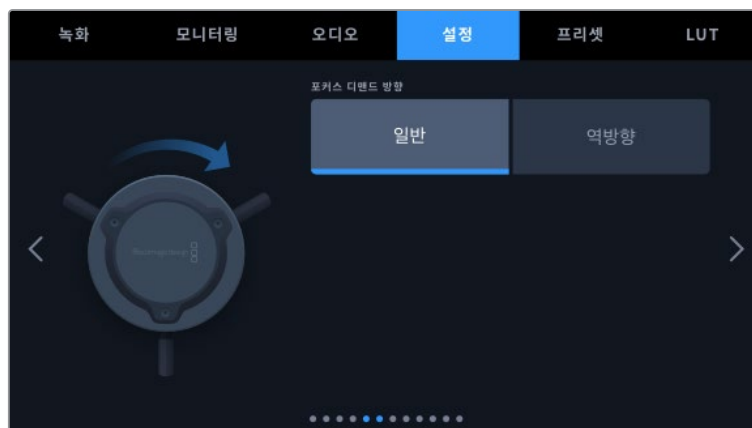 녹화 모니터링 오디오 설정 프리셋 LUT
포커스 디맨드 방향
일반 역방향
Blackmagicdesign